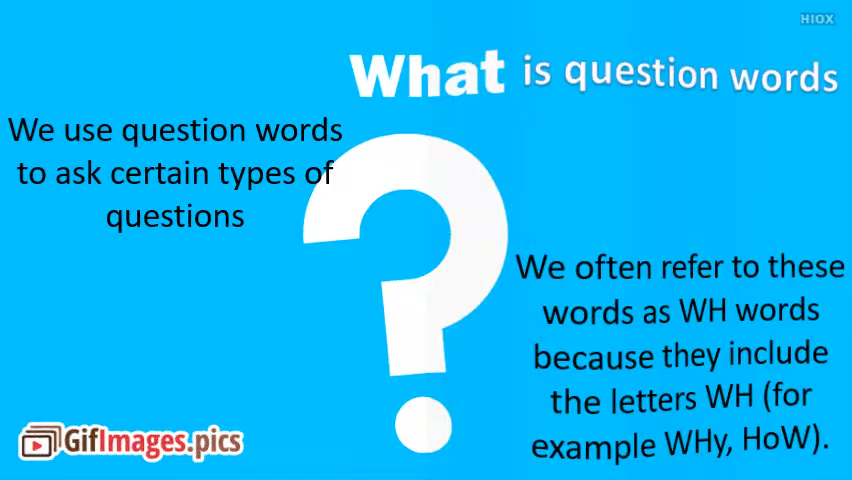 HIOX
What is question words
We use question words
to ask certain types of
questions
We often refer to these
words as WH words
because they include
the letters WH (for
example WHy, HoW).
GifImages.pics